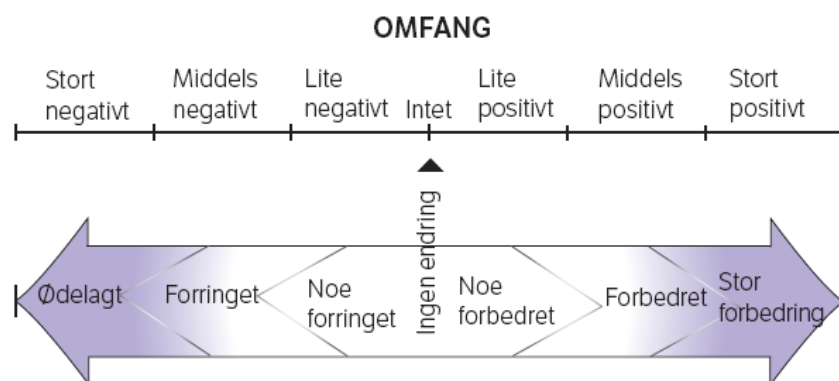 OMFANG
Stort negativt
Middels negativt
Lite negativt
Intet
Lite positivt
Middels positivt
Stort positivt
Ødelagt
Forringet
Noe forringet
Ingen endring
Noe forbedret
Forbedret
Stor forbedring